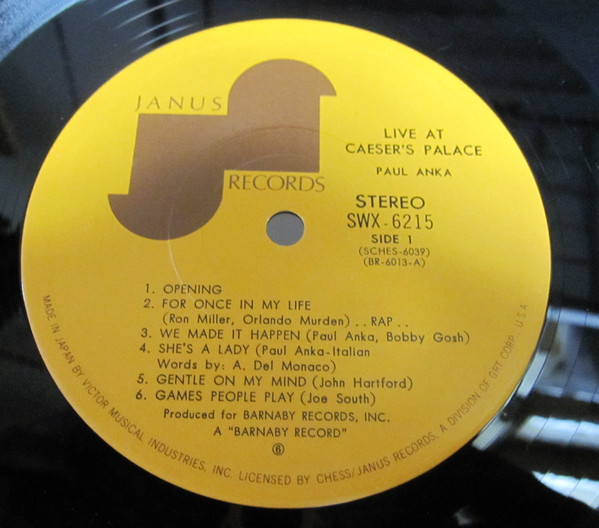 JANUS
RECORDS
LIVE AT
CAESER'S PALACE
PAUL ANKA
STEREO
SWX-6215
SIDE 1
(SCHES-6039)
(BR-6013-A)
1. OPENING
2. FOR ONCE IN MY LIFE
(Ron Miller, Orlando Murden) . . RAP . .
3. WE MADE IT HAPPEN (Paul Anka, Bobby Gosh)
4. SHE'S A LADY (Paul Anka-Italian
Words by: A. Del Monaco)
5. GENTLE ON MY MIND (John Hartford)
6. GAMES PEOPLE PLAY (Joe South)
Produced for BARNABY RECORDS, INC.
A "BARNABY RECORD"
6
MADE IN JAPAN BY VICTOR MUSICAL INDUSTRIES, INC. LICENSED BY CHESS/JANUS RECORDS, A DIVISION OF GRT CORP., U.S.A.